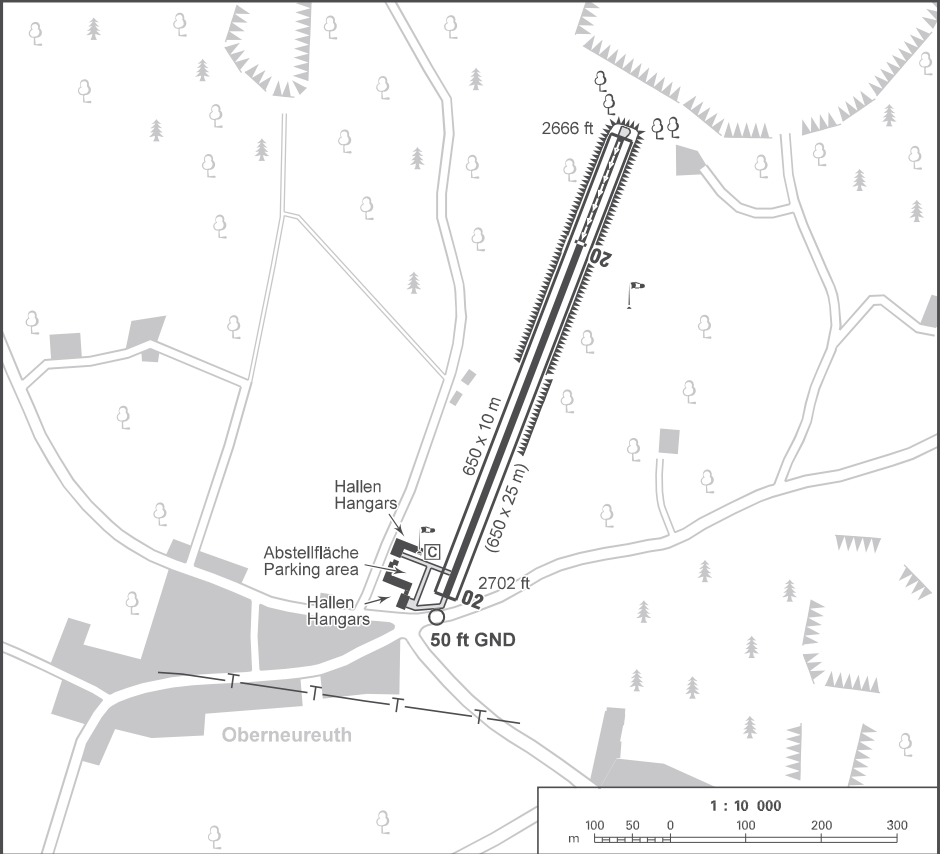 2666 ft
20
650 x 10 m
(650 x 25 m)
Hallen
Hangars
C
Abstellfläche
Parking area
2702 ft
02
Hallen
Hangars
50 ft GND
T
T
T
T
Oberneureuth
1 : 10 000
m 100 50 0 100 200 300